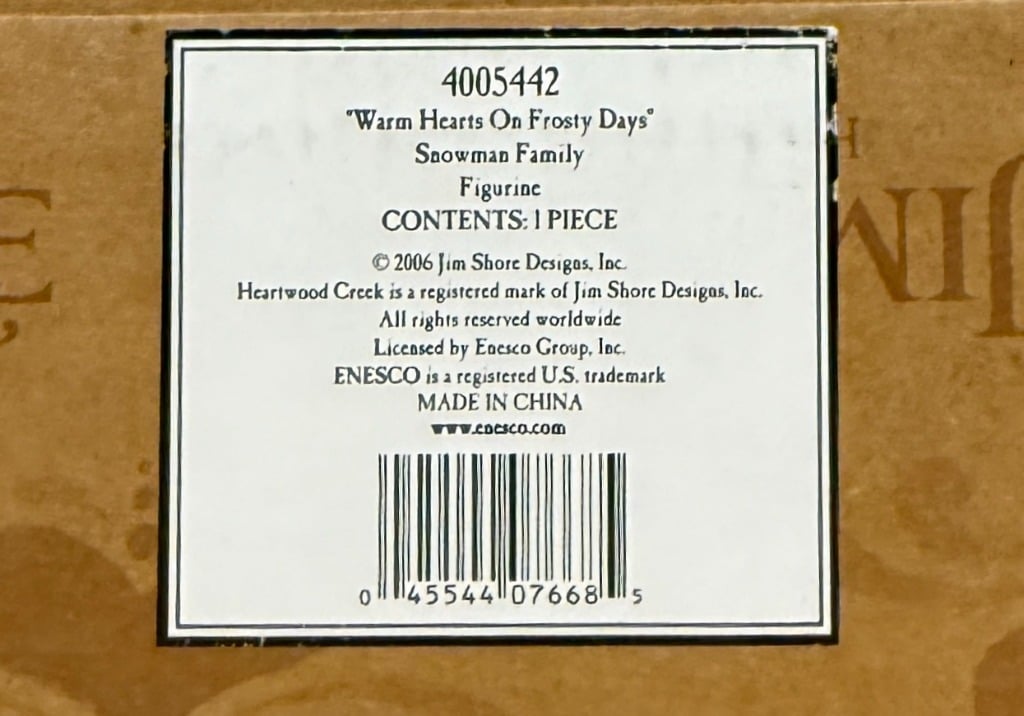 4005442
"Warm Hearts On Frosty Days"
Snowman Family
Figurine
CONTENTS: 1 PIECE
© 2006 Jim Shore Designs, Inc.
Heartwood Creek is a registered mark of Jim Shore Designs, Inc.
All rights reserved worldwide
Licensed by Enesco Group, Inc.
ENESCO is a registered U.S. trademark
MADE IN CHINA
www.enesco.com
0 45544 07668 5